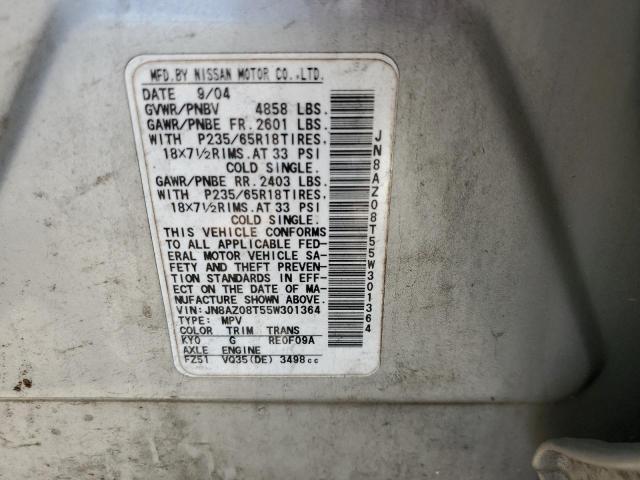 MFD.BY NISSAN MOTOR CO.,LTD.
DATE 9/04
GVWR/PNBV 4858 LBS.
GAWR/PNBE FR.2601 LBS.
WITH P235/65R18TIRES,
18X7½RIMS.AT 33 PSI
COLD SINGLE.
GAWR/PNBE RR.2403 LBS.
WITH P235/65R18TIRES,
18X7½RIMS.AT 33 PSI
COLD SINGLE.
THIS VEHICLE CONFORMS
TO ALL APPLICABLE FED-
ERAL MOTOR VEHICLE SA-
FETY AND THEFT PREVEN-
TION STANDARDS IN EFF-
ECT ON THE DATE OF MA-
NUFACTURE SHOWN ABOVE.
VIN:JN8AZ08T55W301364
TYPE: MPV
COLOR TRIM TRANS
KY0 G RE0F09A
AXLE ENGINE
FZ51 VQ35(DE) 3498cc
JN8AZ08T55W301364